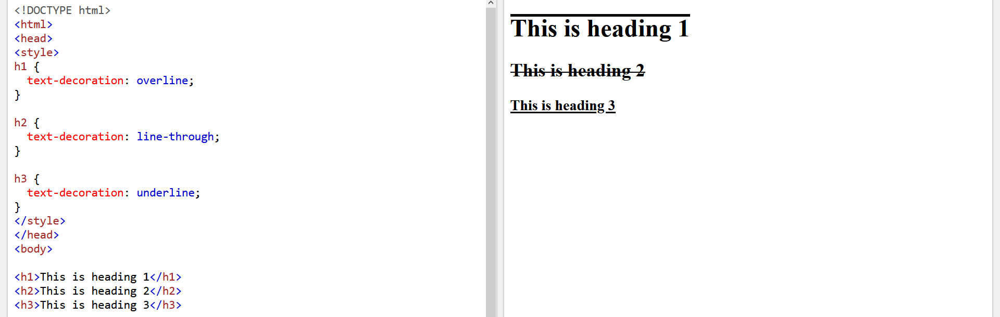 <!DOCTYPE html>
<html>
<head>
<style>
h1 {
  text-decoration: overline;
}

h2 {
  text-decoration: line-through;
}

h3 {
  text-decoration: underline;
}
</style>
</head>
<body>

<h1>This is heading 1</h1>
<h2>This is heading 2</h2>
<h3>This is heading 3</h3>
This is heading 1
This is heading 2
This is heading 3